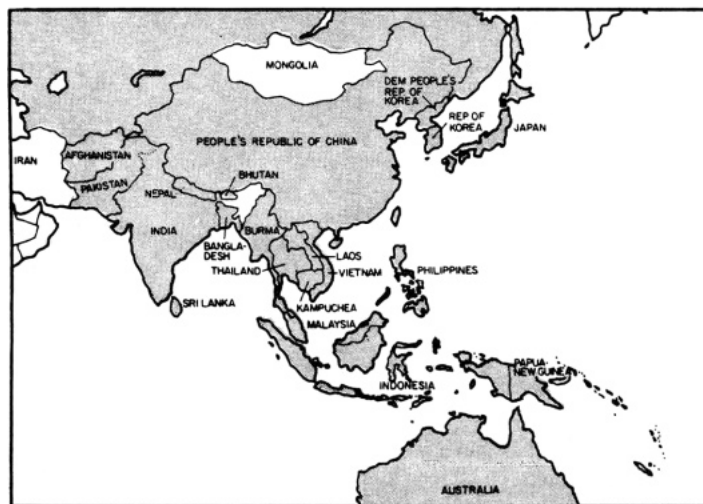 MONGOLIA
DEM PEOPLE'S
REP OF
KOREA
REP OF
KOREA
JAPAN
PEOPLE'S REPUBLIC OF CHINA
IRAN
AFGHANISTAN
PAKISTAN
NEPAL
BHUTAN
INDIA
BANGLA-
DESH
BURMA
LAOS
THAILAND
VIETNAM
PHILIPPINES
KAMPUCHEA
SRI LANKA
MALAYSIA
INDONESIA
PAPUA-
NEW GUINEA
AUSTRALIA